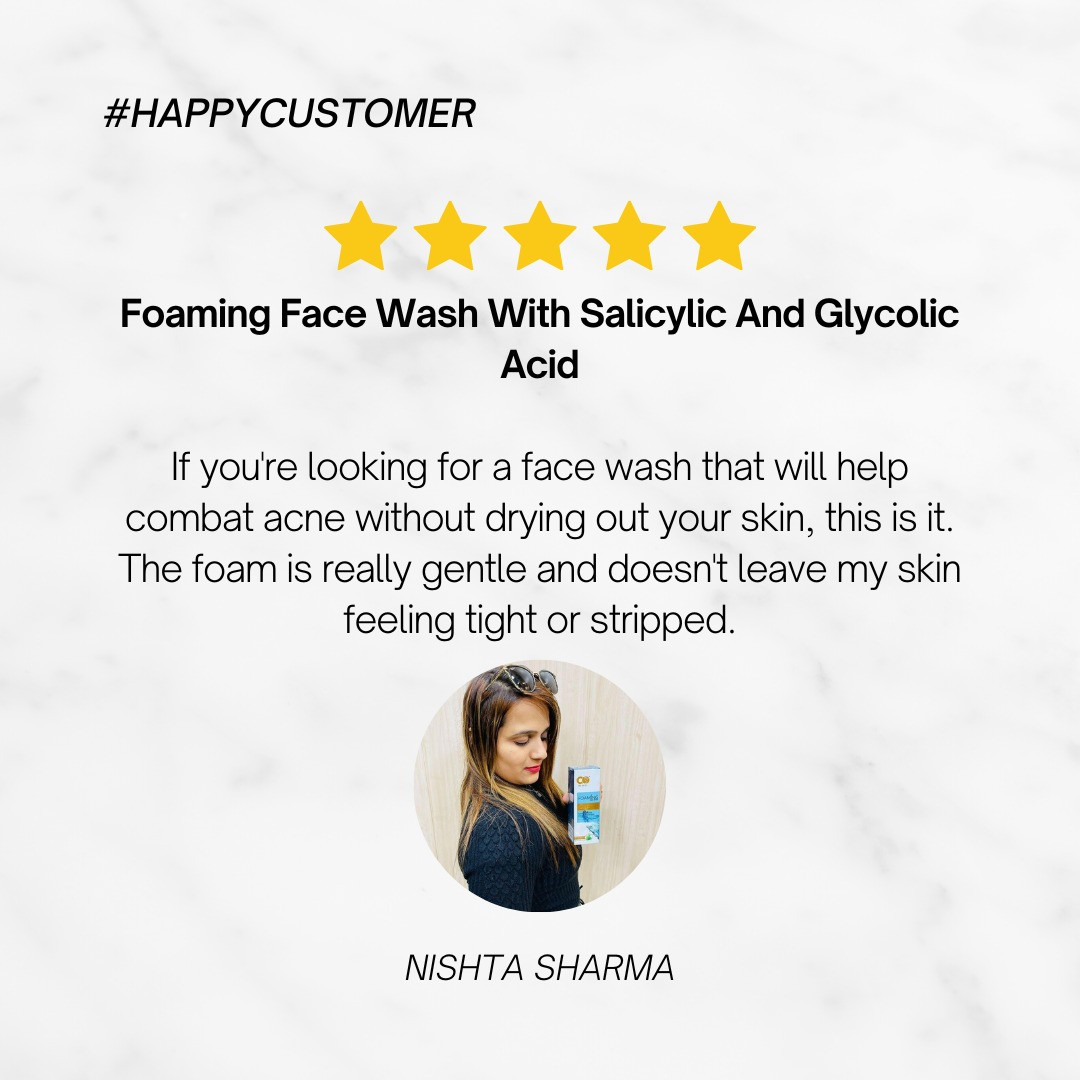 #HAPPYCUSTOMER
Foaming Face Wash With Salicylic And Glycolic
Acid
If you're looking for a face wash that will help
combat acne without drying out your skin, this is it.
The foam is really gentle and doesn't leave my skin
feeling tight or stripped.
FOAMING
NISHTA SHARMA